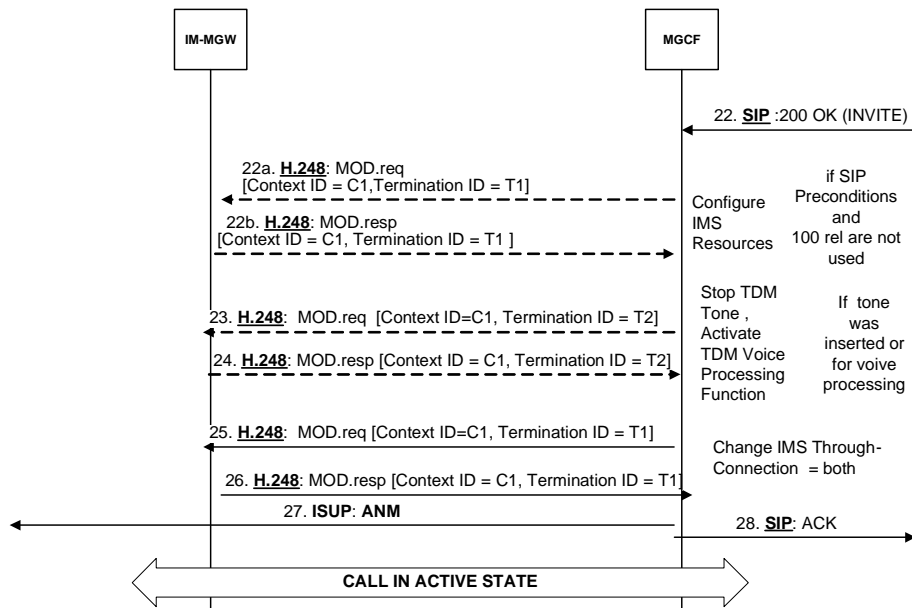 IM-MGW
MGCF
22. SIP :200 OK (INVITE)
22a. H.248: MOD.req
[Context ID = C1,Termination ID = T1]
22b. H.248: MOD.resp
[Context ID = C1, Termination ID = T1 ]
Configure
IMS
Resources
if SIP
Preconditions
and
100 rel are not
used
23. H.248: MOD.req [Context ID=C1, Termination ID = T2]
24. H.248: MOD.resp [Context ID = C1, Termination ID = T2]
Stop TDM
Tone ,
Activate
TDM Voice
Processing
Function
If tone
was
inserted or
for voive
processing
25. H.248: MOD.req [Context ID=C1, Termination ID = T1]
26. H.248: MOD.resp [Context ID = C1, Termination ID = T1]
Change IMS Through-
Connection = both
27. ISUP: ANM
28. SIP: ACK
CALL IN ACTIVE STATE